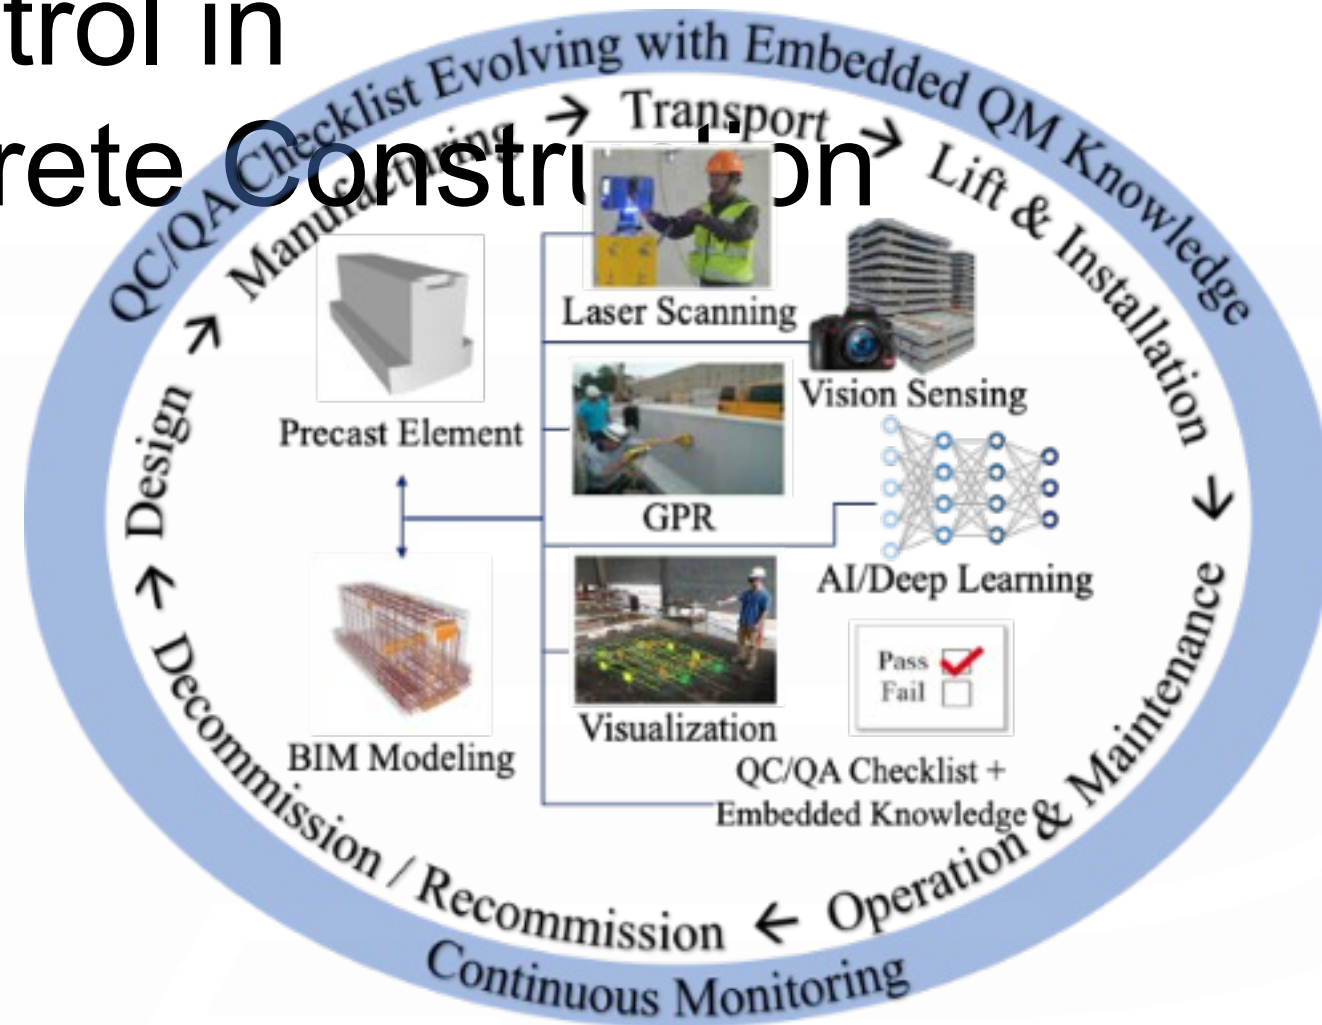 trol in
rete Construction
QC/QA Checklist Evolving with Embedded QM Knowledge
Design → Manufacturing → Transport → Lift & Installation → Operation & Maintenance → Decommission / Recommission →
Laser Scanning
Vision Sensing
Precast Element
GPR
AI/Deep Learning
Pass
Fail
Visualization
BIM Modeling
QC/QA Checklist +
Embedded Knowledge
Continuous Monitoring